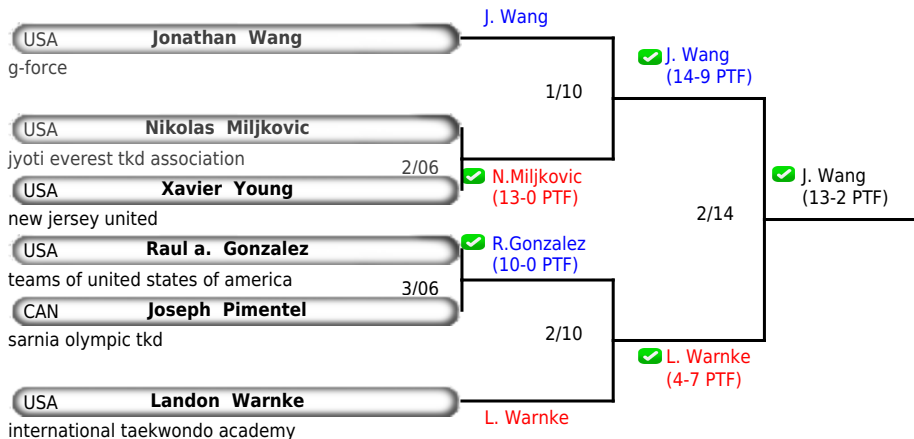 J. Wang
USA Jonathan Wang
g-force
J. Wang
(14-9 PTF)
1/10
USA Nikolas Miljkovic
jyoti everest tkd association
2/06
N.Miljkovic
(13-0 PTF)
USA Xavier Young
new jersey united
J. Wang
(13-2 PTF)
2/14
R.Gonzalez
(10-0 PTF)
USA Raul a. Gonzalez
teams of united states of america
3/06
CAN Joseph Pimentel
sarnia olympic tkd
2/10
L. Warnke
(4-7 PTF)
USA Landon Warnke
L. Warnke
international taekwondo academy